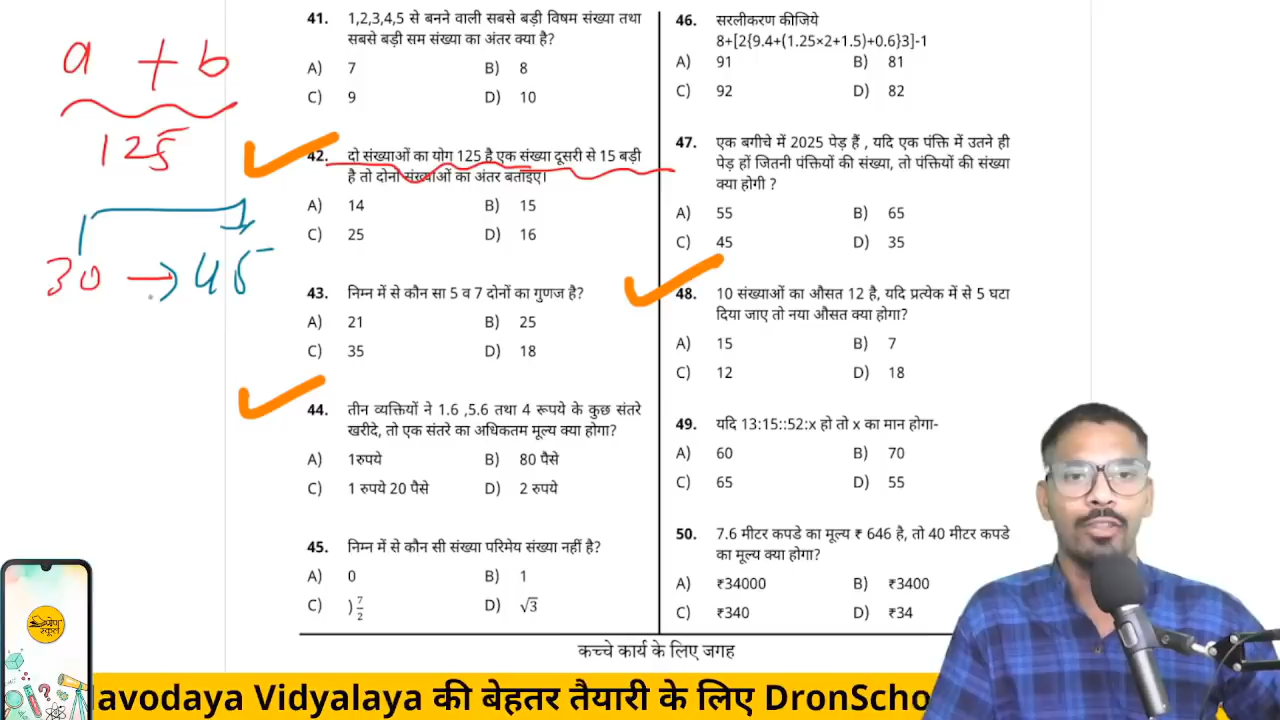 a + b
125
30 → 45
41. 1,2,3,4,5 से बनने वाली सबसे बड़ी विषम संख्या तथा
सबसे बड़ी सम संख्या का अंतर क्या है?
A) 7 B) 8
C) 9 D) 10
42. दो संख्याओं का योग 125 है एक संख्या दूसरी से 15 बड़ी
है तो दोनो संख्याओं का अंतर बताइए।
A) 14 B) 15
C) 25 D) 16
43. निम्न में से कौन सा 5 व 7 दोनों का गुणज है?
A) 21 B) 25
C) 35 D) 18
44. तीन व्यक्तियों ने 1.6 ,5.6 तथा 4 रूपये के कुछ संतरे
खरीदे, तो एक संतरे का अधिकतम मूल्य क्या होगा?
A) 1रुपये B) 80 पैसे
C) 1 रुपये 20 पैसे D) 2 रुपये
45. निम्न में से कौन सी संख्या परिमेय संख्या नहीं है?
A) 0 B) 1
C) )7/2 D) √3
46. सरलीकरण कीजिये
8+[2{9.4+(1.25×2+1.5)+0.6}3]-1
A) 91 B) 81
C) 92 D) 82
47. एक बगीचे में 2025 पेड़ हैं , यदि एक पंक्ति में उतने ही
पेड़ हों जितनी पंक्तियों की संख्या, तो पंक्तियों की संख्या
क्या होगी ?
A) 55 B) 65
C) 45 D) 35
48. 10 संख्याओं का औसत 12 है, यदि प्रत्येक में से 5 घटा
दिया जाए तो नया औसत क्या होगा?
A) 15 B) 7
C) 12 D) 18
49. यदि 13:15::52:x हो तो x का मान होगा-
A) 60 B) 70
C) 65 D) 55
50. 7.6 मीटर कपडे का मूल्य ₹ 646 है, तो 40 मीटर कपडे
का मूल्य क्या होगा?
A) ₹34000 B) ₹3400
C) ₹340 D) ₹34
कच्चे कार्य के लिए जगह
avodaya Vidyalaya की बेहतर तैयारी के लिए DronScho